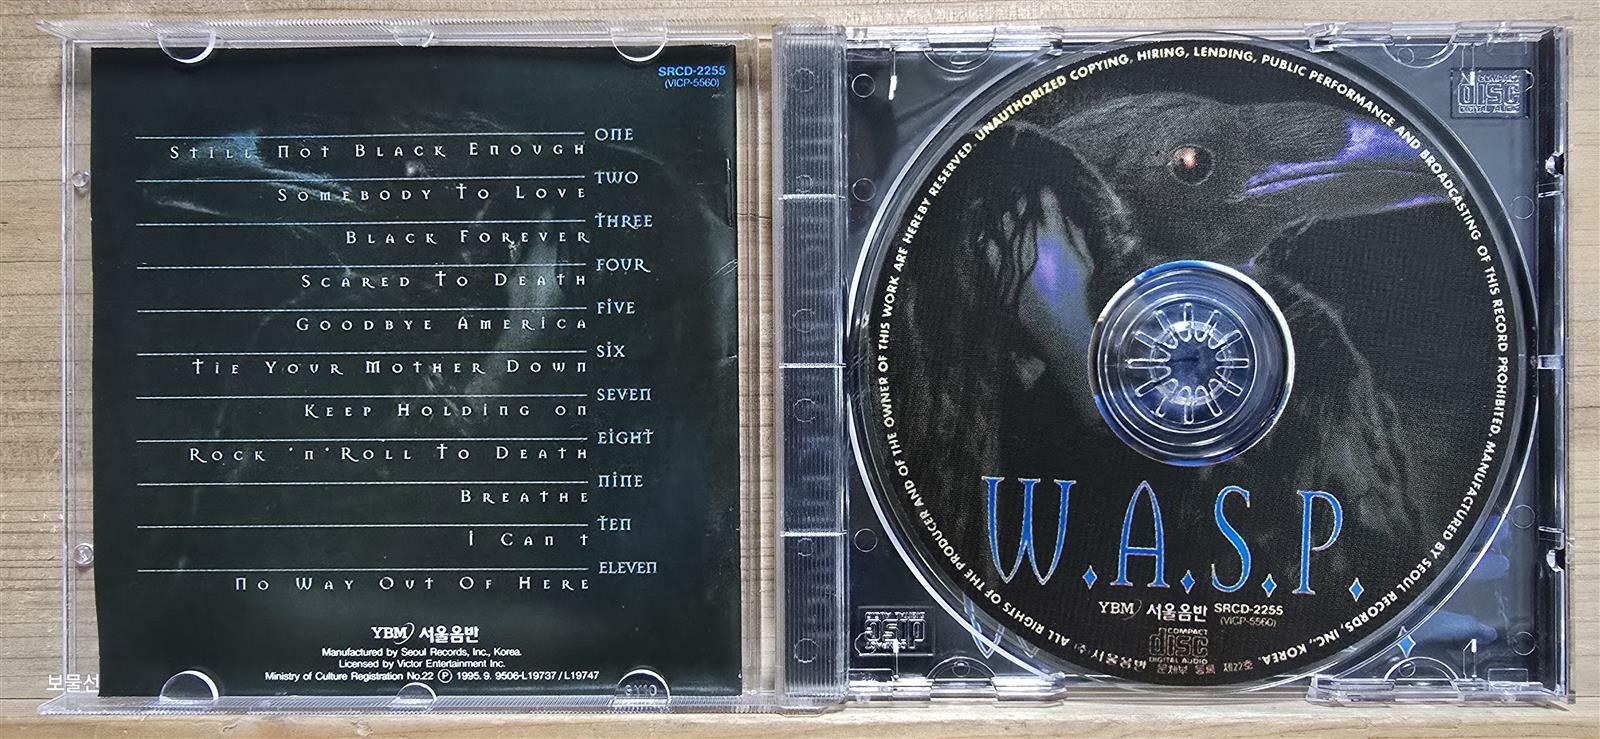 SRCD-2255
(VICP-5560)
ONE
STILL NOT BLACK ENOUGH
TWO
SOMEBODY TO LOVE
THREE
BLACK FOREVER
FOUR
SCARED TO DEATH
FIVE
GOODBYE AMERICA
SIX
TIE YOUR MOTHER DOWN
SEVEN
KEEP HOLDING ON
EIGHT
ROCK 'N' ROLL TO DEATH
NINE
BREATHE
TEN
I CAN T
ELEVEN
NO WAY OUT OF HERE
YBM 서울음반
Manufactured by Seoul Records, Inc., Korea.
Licensed by Victor Entertainment Inc.
Ministry of Culture Registration No.22 Ⓟ 1995. 9. 9506-L19737 / L19747
보물선
ALL RIGHTS OF THE PRODUCER AND OF THE OWNER OF THIS WORK ARE HEREBY RESERVED. UNAUTHORIZED COPYING, HIRING, LENDING, PUBLIC PERFORMANCE AND BROADCASTING OF THIS RECORD PROHIBITED. MANUFACTURED BY SEOUL RECORDS, INC., KOREA.
W.A.S.P.
YBM 서울음반 SRCD-2255
(VICP-5560)
COMPACT
disc
DIGITAL AUDIO
(주) 서울음반 문화부 등록 제22호
COMPACT
disc
DIGITAL AUDIO